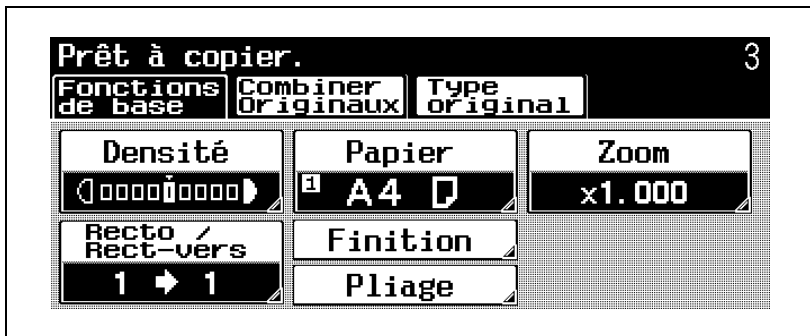 Prêt à copier. 3
Fonctions de base
Combiner Originaux
Type original
Densité Papier Zoom
1 A4 x1.000
Recto / Rect-vers
Finition
1 → 1
Pliage